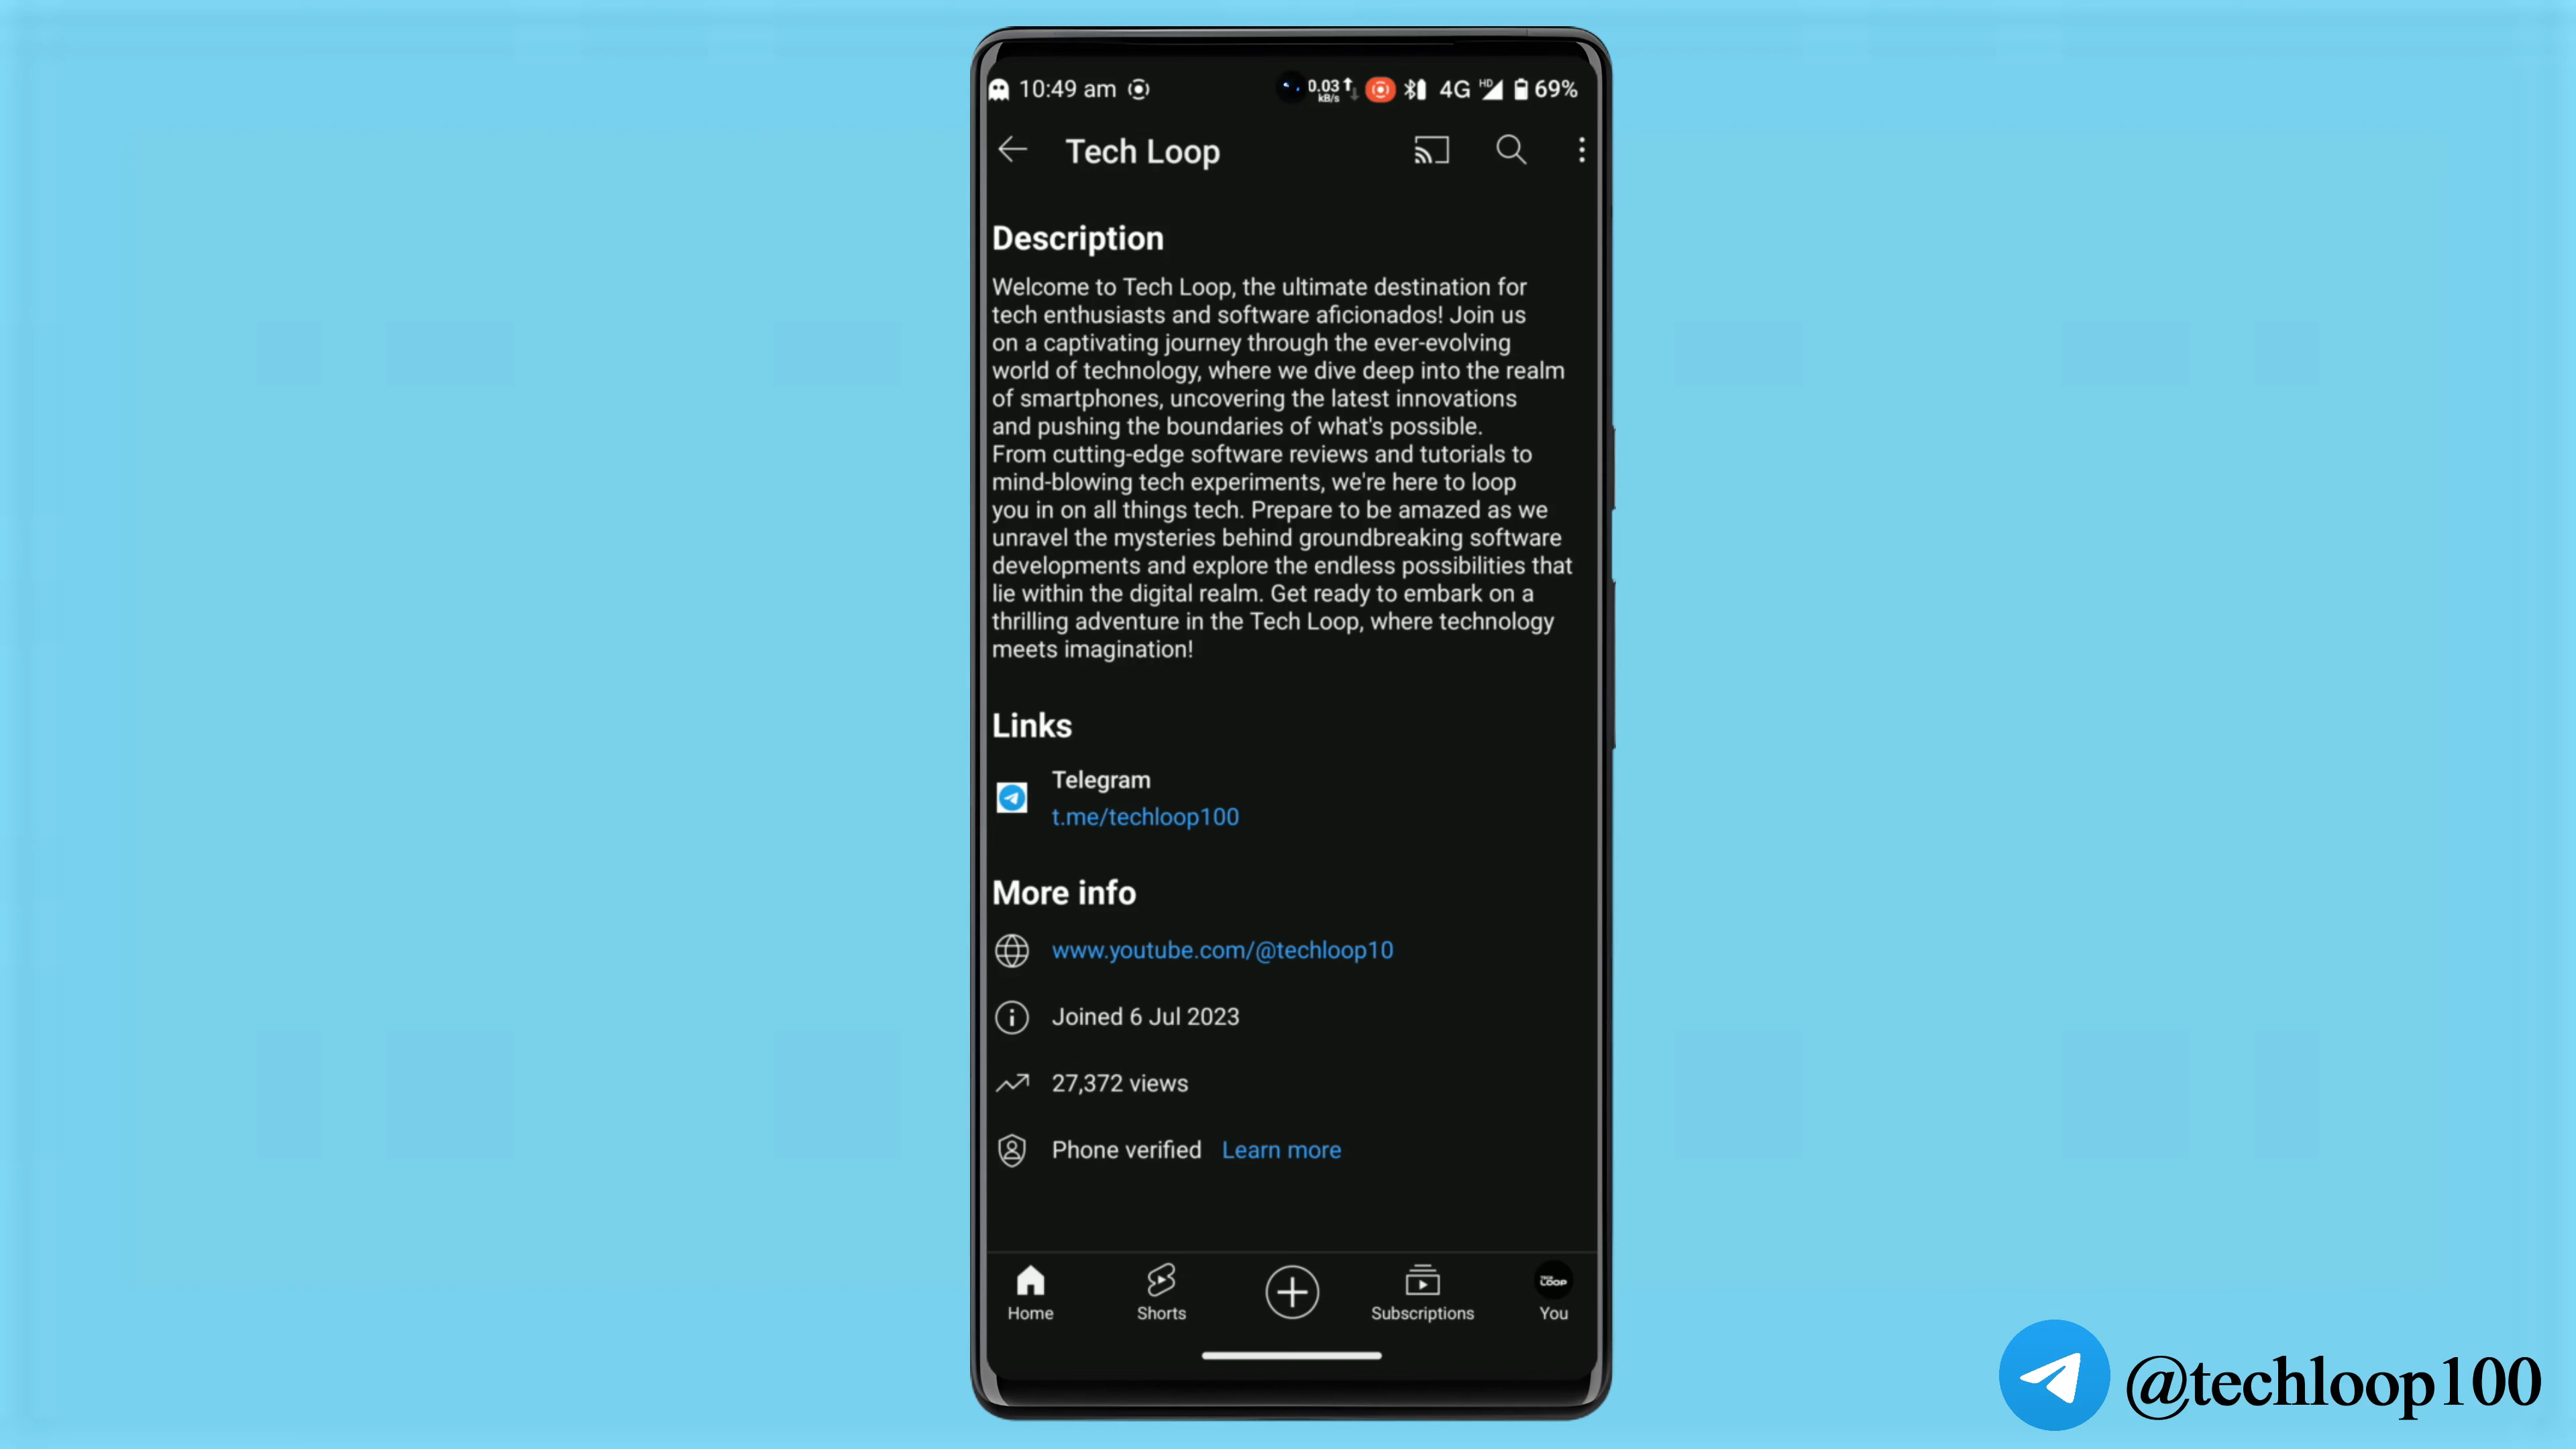 10:49 am
0.03 kB/s
4G HD 69%
Tech Loop
Description
Welcome to Tech Loop, the ultimate destination for
tech enthusiasts and software aficionados! Join us
on a captivating journey through the ever-evolving
world of technology, where we dive deep into the realm
of smartphones, uncovering the latest innovations
and pushing the boundaries of what's possible.
From cutting-edge software reviews and tutorials to
mind-blowing tech experiments, we're here to loop
you in on all things tech. Prepare to be amazed as we
unravel the mysteries behind groundbreaking software
developments and explore the endless possibilities that
lie within the digital realm. Get ready to embark on a
thrilling adventure in the Tech Loop, where technology
meets imagination!
Links
Telegram
t.me/techloop100
More info
www.youtube.com/@techloop10
Joined 6 Jul 2023
27,372 views
Phone verified Learn more
TECH
LOOP
Home Shorts Subscriptions You
@techloop100